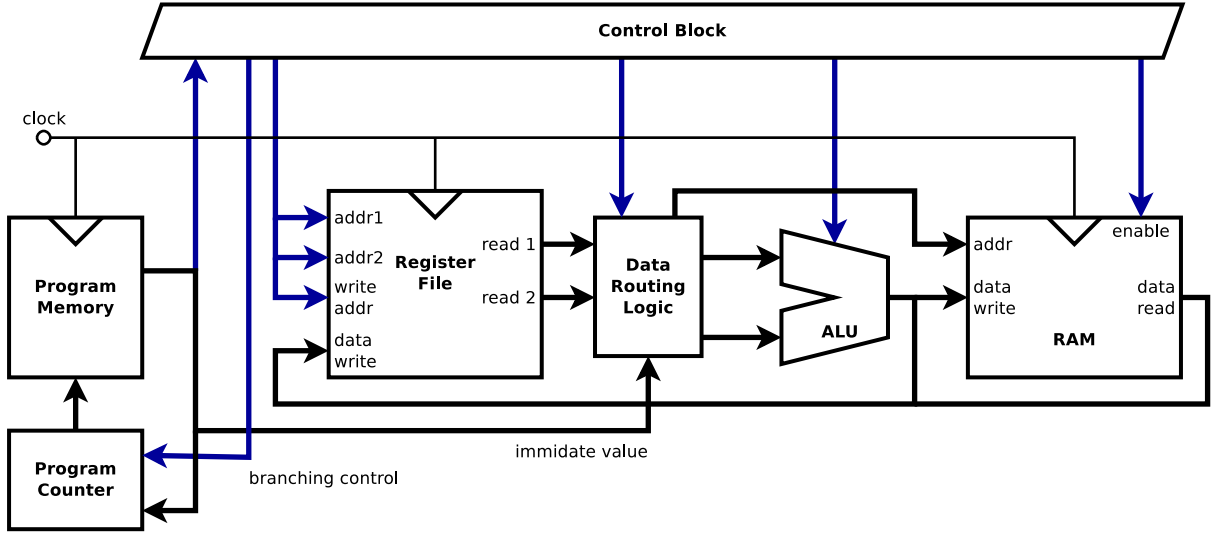 Control Block
clock
addr1
addr2
write
addr
data
write
Register
File
read 1
read 2
Program
Memory
Data
Routing
Logic
ALU
addr
enable
data
write
data
read
RAM
Program
Counter
immidate value
branching control